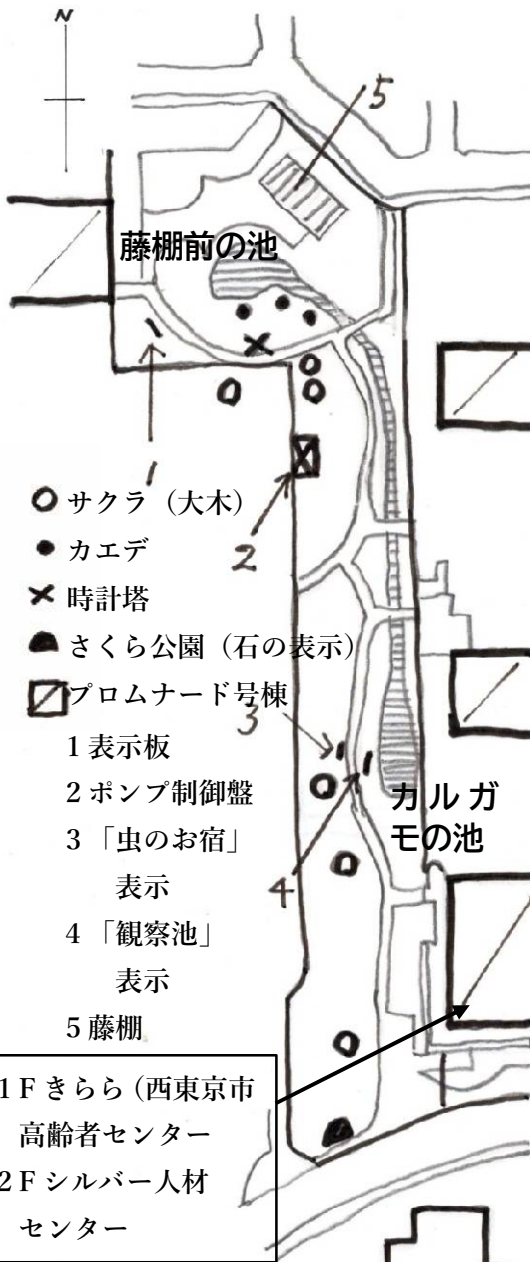 N
5
藤棚前の池
1
サクラ（大木）
2
カエデ
時計塔
さくら公園（石の表示）
プロムナード号棟
3
1 表示板
2 ポンプ制御盤
カルガ
モの池
3 「虫のお宿」
表示
4
4 「観察池」
表示
5 藤棚
1F きらら (西東京市
高齢者センター
2F シルバー人材
センター